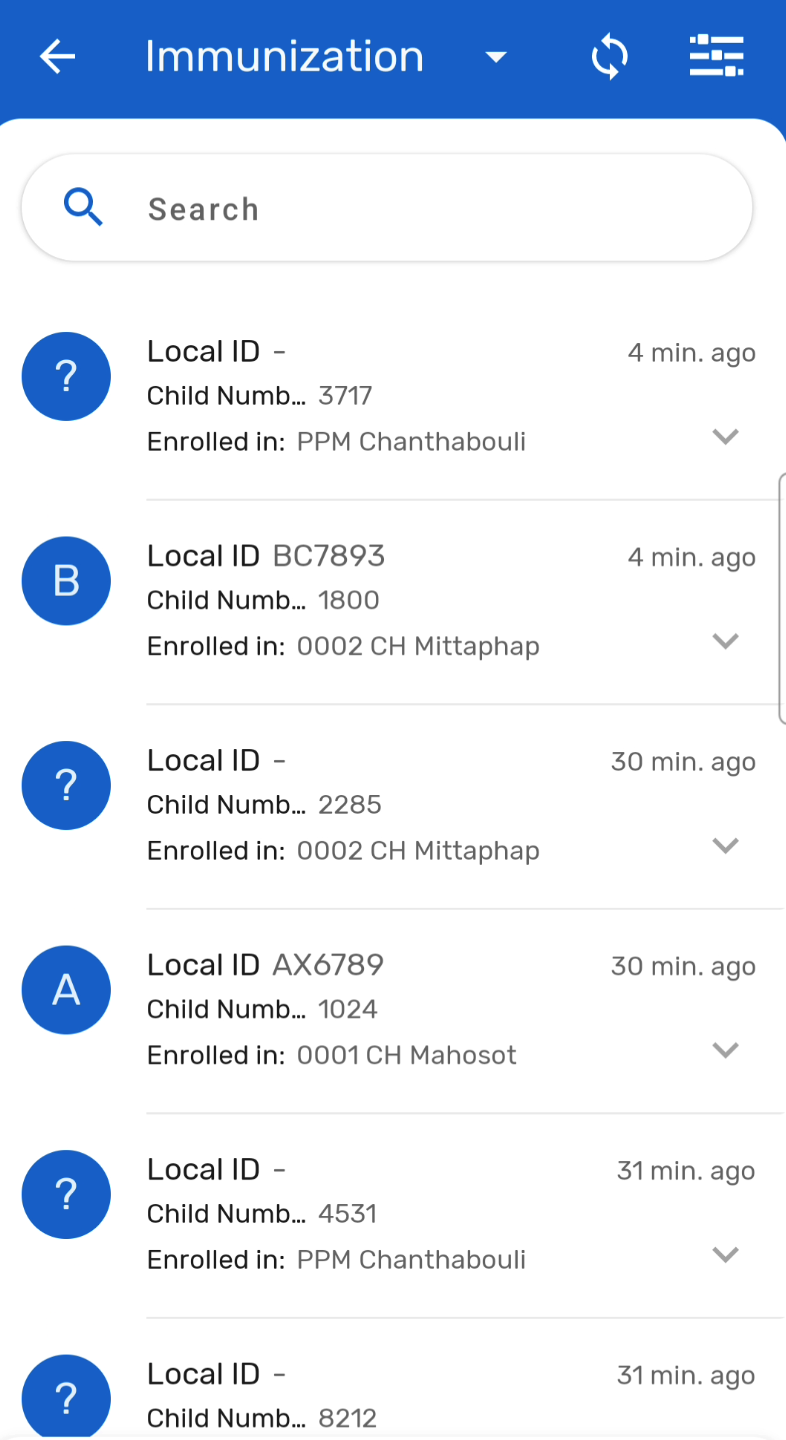 Immunization
Search
?
Local ID -
4 min. ago
Child Numb... 3717
Enrolled in: PPM Chanthabouli
B
Local ID BC7893
4 min. ago
Child Numb... 1800
Enrolled in: 0002 CH Mittaphap
?
Local ID -
30 min. ago
Child Numb... 2285
Enrolled in: 0002 CH Mittaphap
A
Local ID AX6789
30 min. ago
Child Numb... 1024
Enrolled in: 0001 CH Mahosot
?
Local ID -
31 min. ago
Child Numb... 4531
Enrolled in: PPM Chanthabouli
?
Local ID -
31 min. ago
Child Numb... 8212